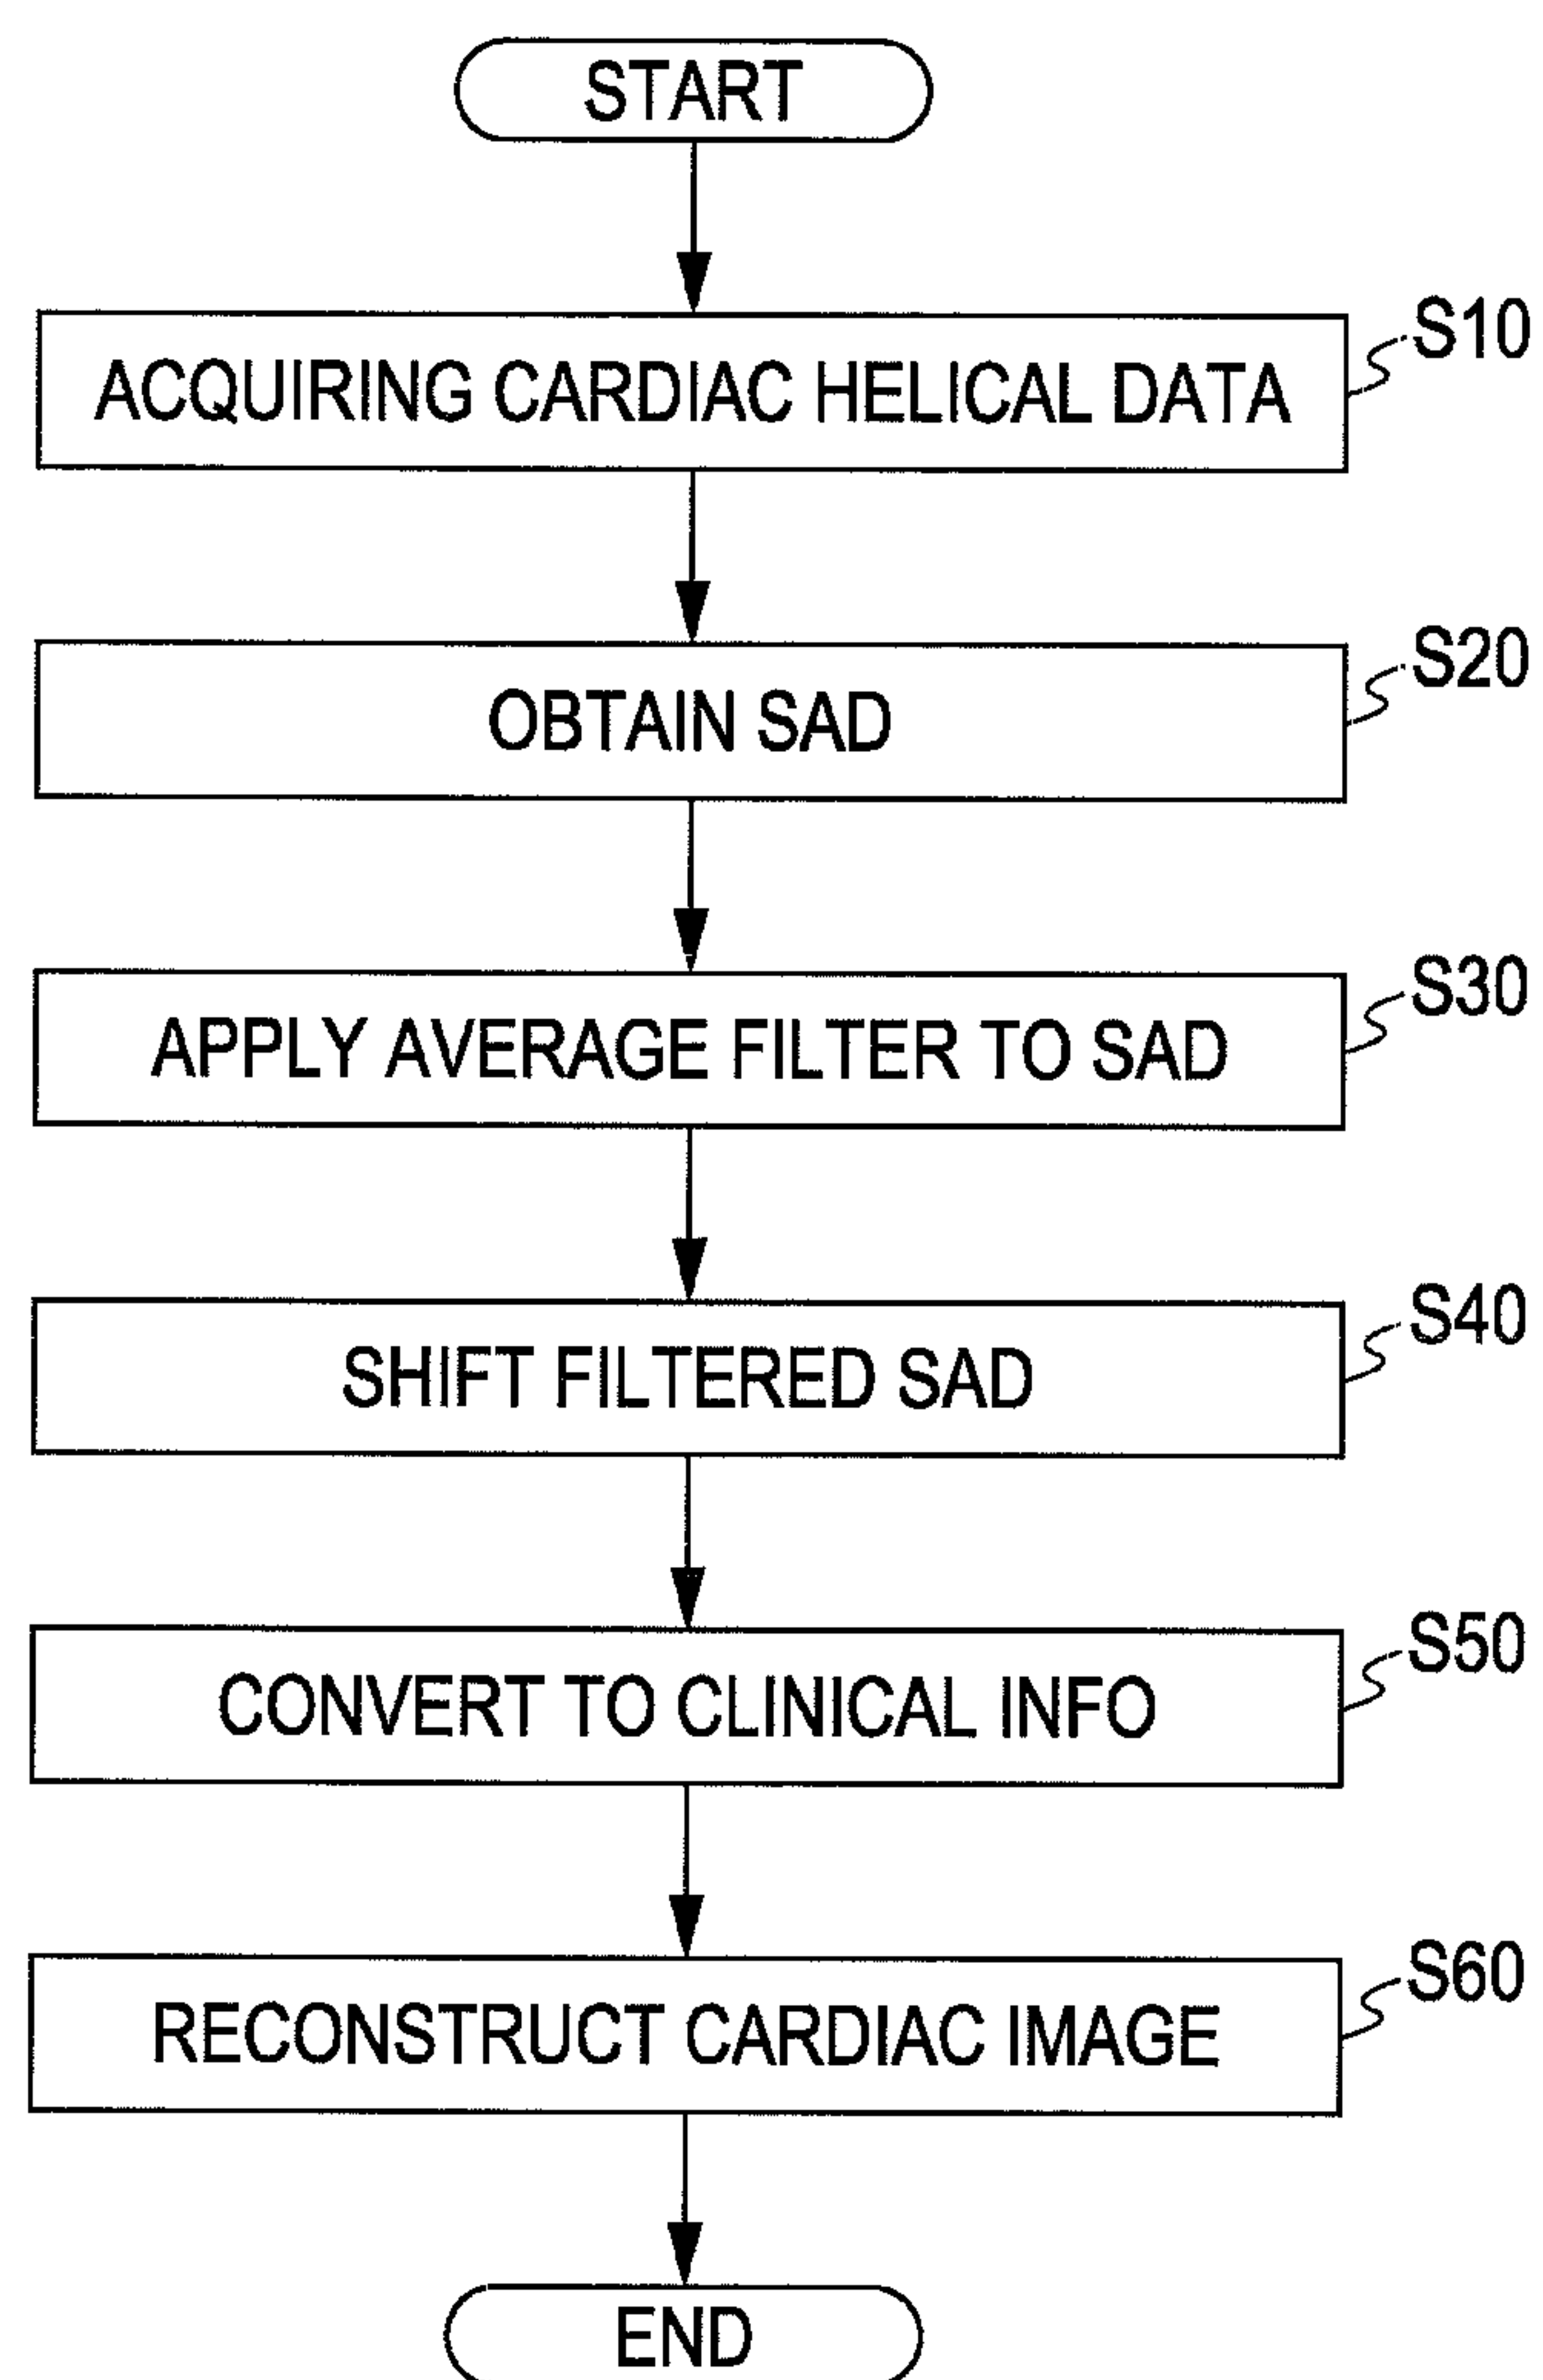 START
S10
ACQUIRING CARDIAC HELICAL DATA
S20
OBTAIN SAD
S30
APPLY AVERAGE FILTER TO SAD
S40
SHIFT FILTERED SAD
S50
CONVERT TO CLINICAL INFO
S60
RECONSTRUCT CARDIAC IMAGE
END